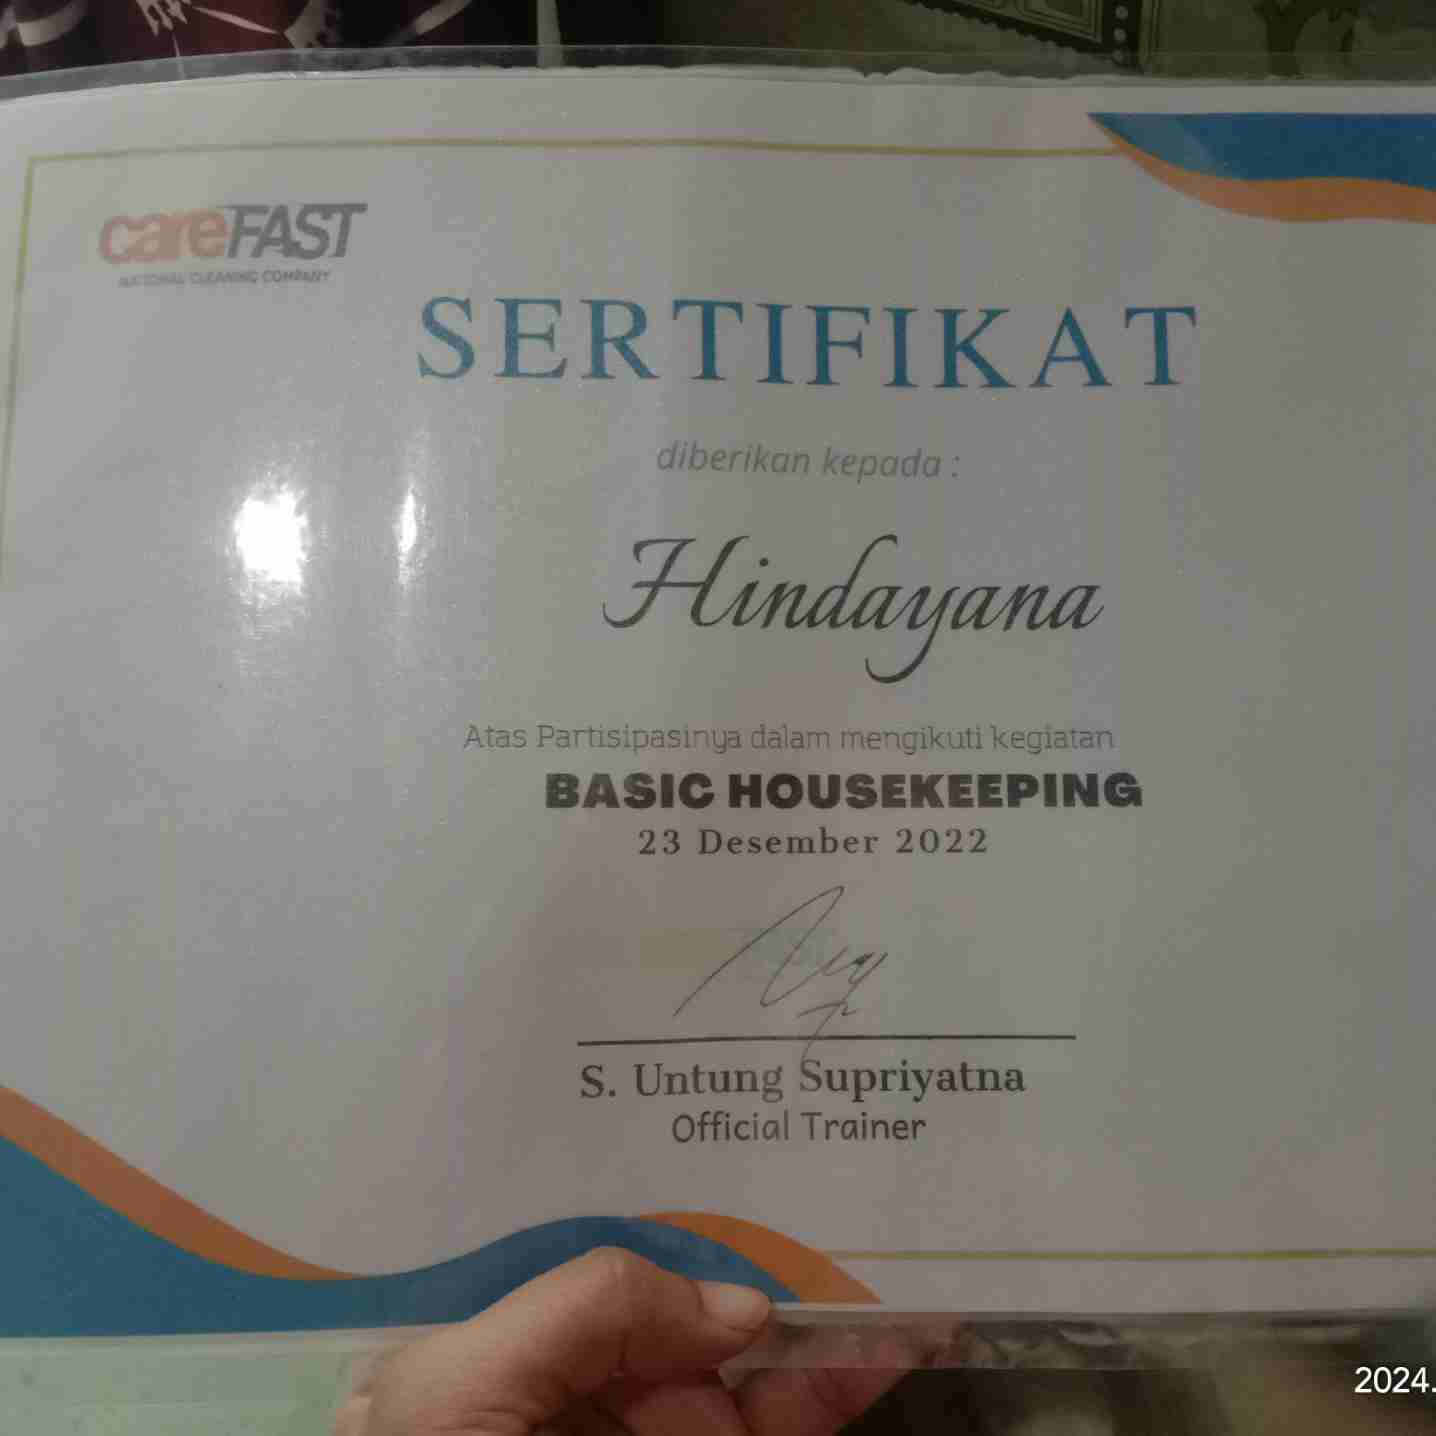 careFAST
NATIONAL CLEANING COMPANY
SERTIFIKAT
diberikan kepada :
Hindayana
Atas Partisipasinya dalam mengikuti kegiatan
BASIC HOUSEKEEPING
23 Desember 2022
S. Untung Supriyatna
Official Trainer
2024.